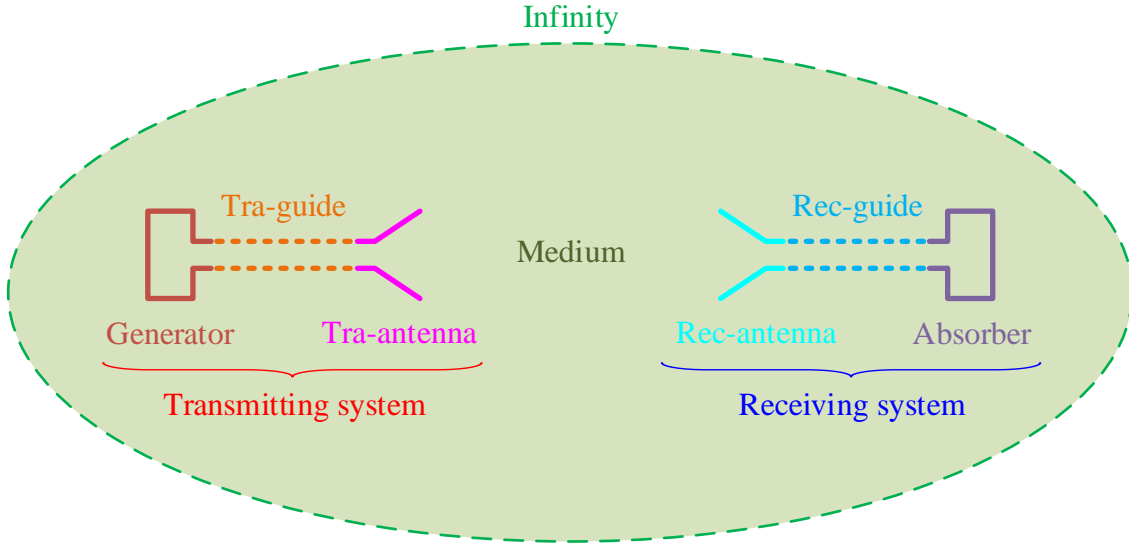 Infinity
Tra-guide
Rec-guide
Medium
Generator
Tra-antenna
Rec-antenna
Absorber
Transmitting system
Receiving system